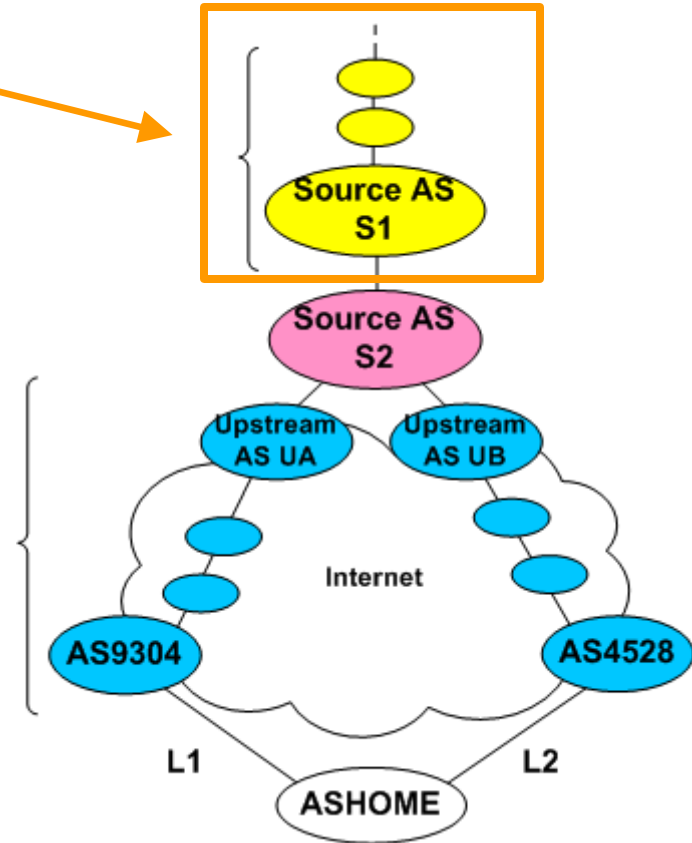 Source AS
S1
Source AS
S2
Upstream
AS UA
Upstream
AS UB
Internet
AS9304
AS4528
L1
L2
ASHOME